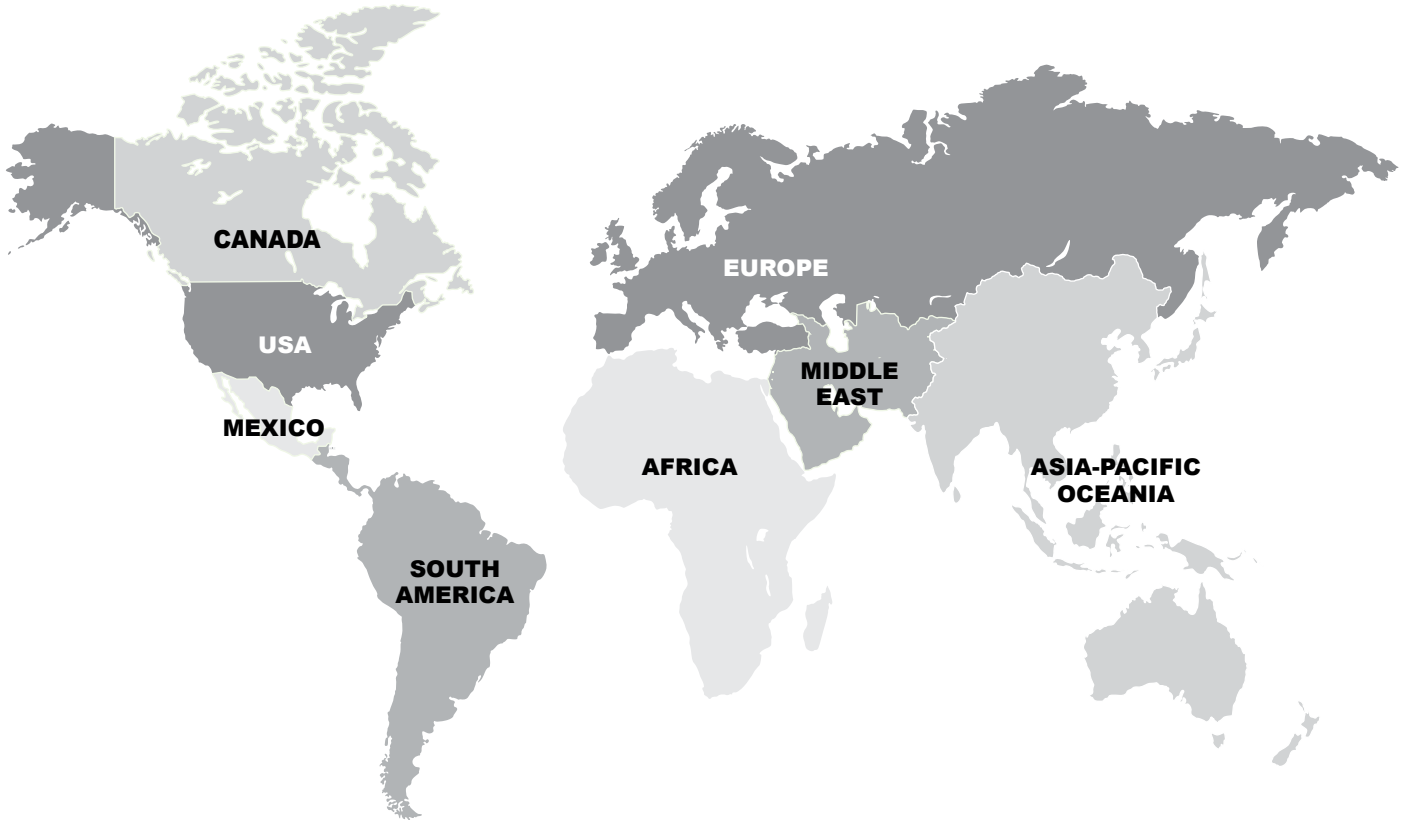 CANADA
EUROPE
USA
MIDDLE
EAST
MEXICO
AFRICA
ASIA-PACIFIC
OCEANIA
SOUTH
AMERICA